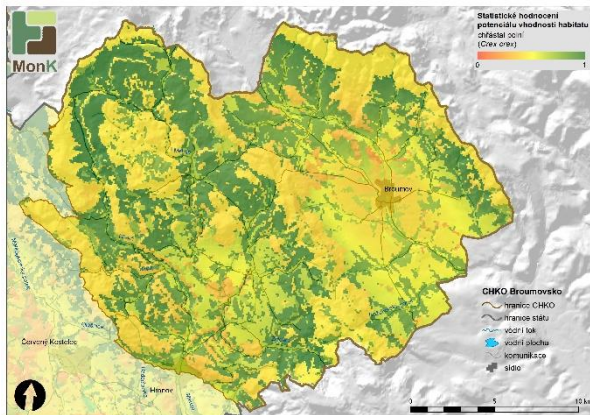 MonK
Statistické hodnocení
potenciálu vhodnosti habitatu
chřástal polní
(Crex crex)
0 1
Broumov
Červený Kostelec
Hronov
CHKO Broumovsko
hranice CHKO
hranice státu
vodní tok
vodní plocha
komunikace
sídlo
0 5 10 km